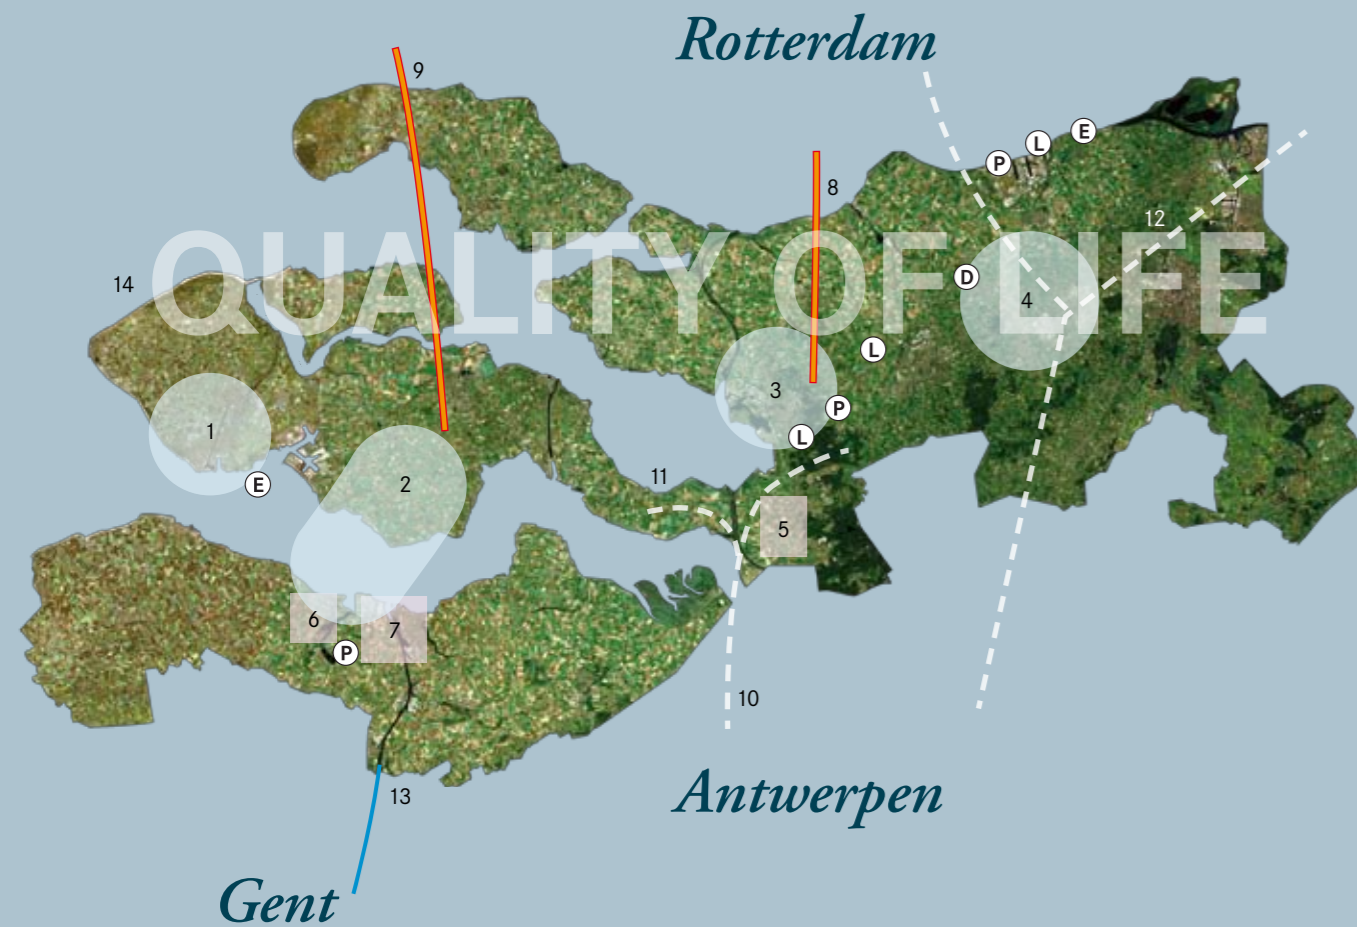 Rotterdam
9
E
L
P
8
12
QUALITY OF LIFE
14
D
4
L
3
P
1
L
11
2
E
5
6
7
P
10
13
Antwerpen
Gent